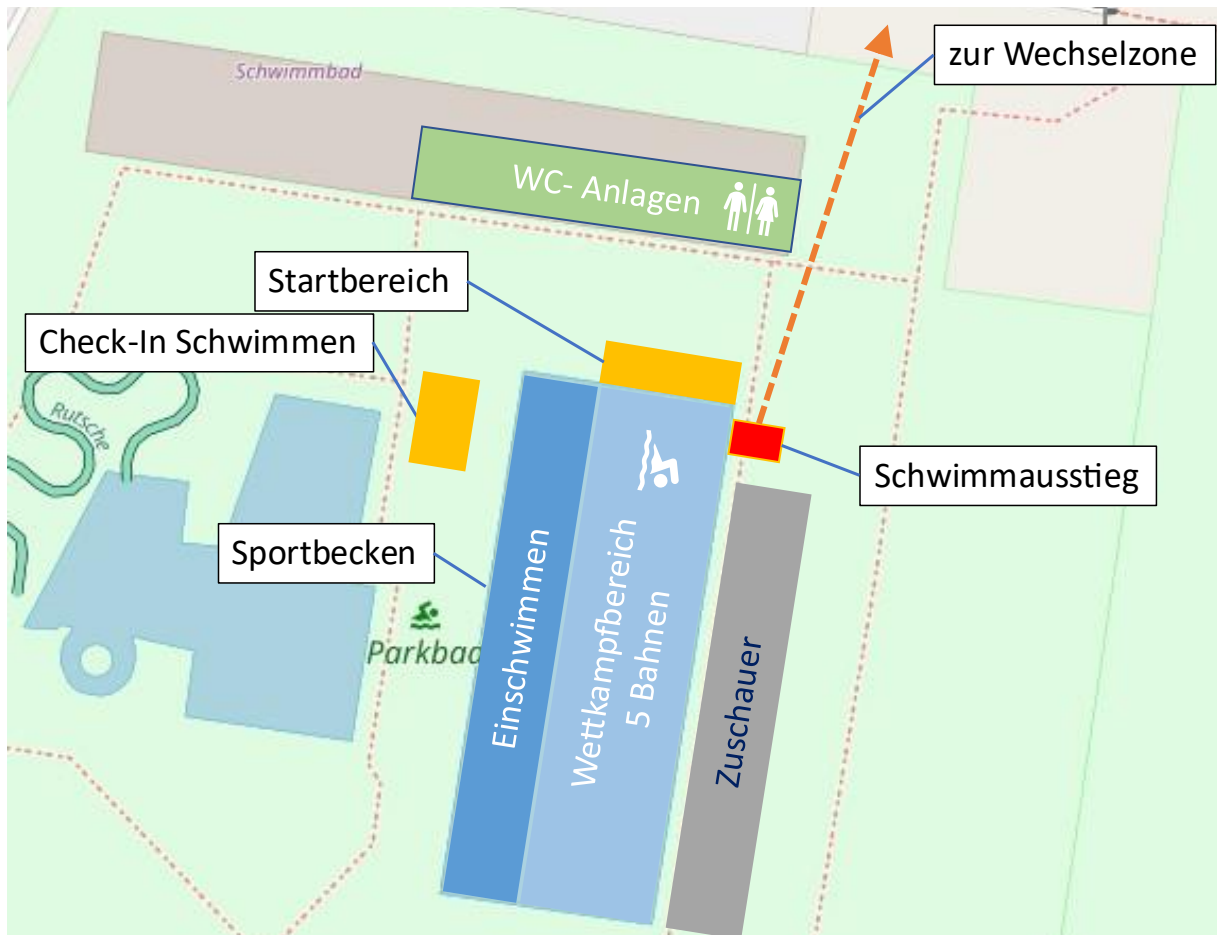 zur Wechselzone
Schwimmbad
WC- Anlagen
Startbereich
Check-In Schwimmen
Rutsche
Schwimmausstieg
Sportbecken
Einschwimmen
Wettkampfbereich
5 Bahnen
Parkbad
Zuschauer